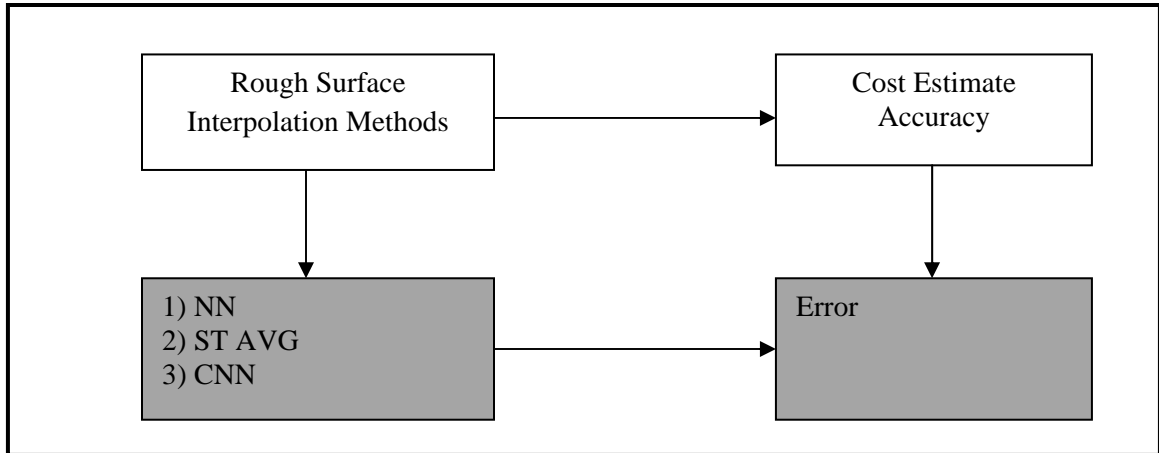 Rough Surface
Interpolation Methods
Cost Estimate
Accuracy
1) NN
2) ST AVG
3) CNN
Error